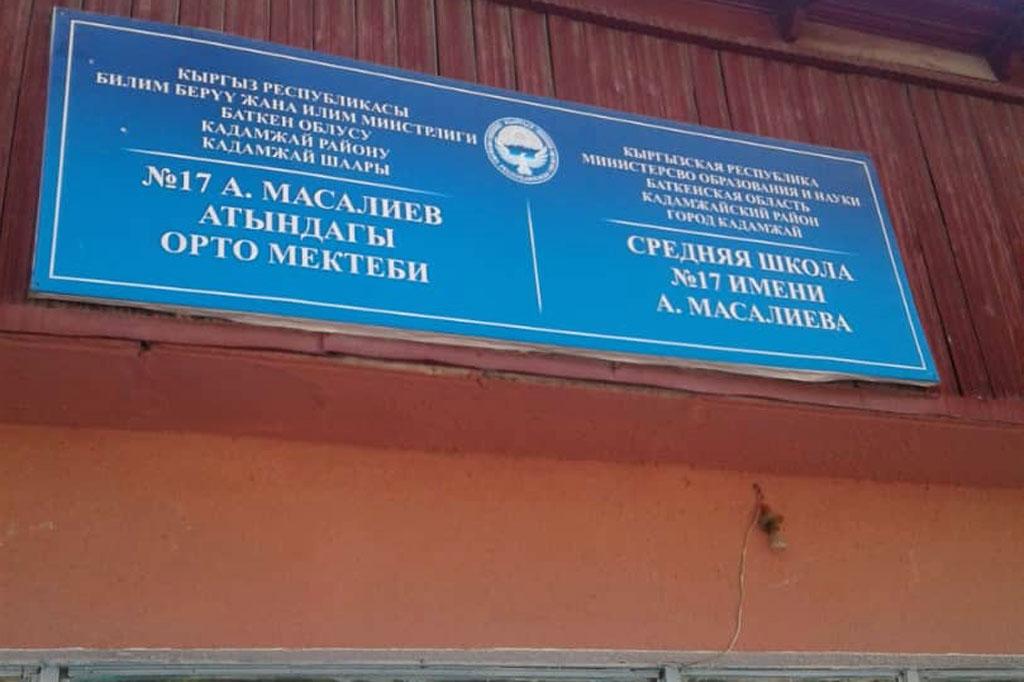 КЫРГЫЗ РЕСПУБЛИКАСЫ
БИЛИМ БЕРҮҮ ЖАНА ИЛИМ МИНСТРЛИГИ
БАТКЕН ОБЛУСУ
КАДАМЖАЙ РАЙОНУ
КАДАМЖАЙ ШААРЫ
№17 А. МАСАЛИЕВ
АТЫНДАГЫ
ОРТО МЕКТЕБИ
КЫРГЫЗСКАЯ РЕСПУБЛИКА
МИНИСТЕРСВО ОБРАЗОВАНИЯ И НАУКИ
БАТКЕНСКАЯ ОБЛАСТЬ
КАДАМЖАЙСКИЙ РАЙОН
ГОРОД КАДАМЖАЙ
СРЕДНЯЯ ШКОЛА
№17 ИМЕНИ
А. МАСАЛИЕВА